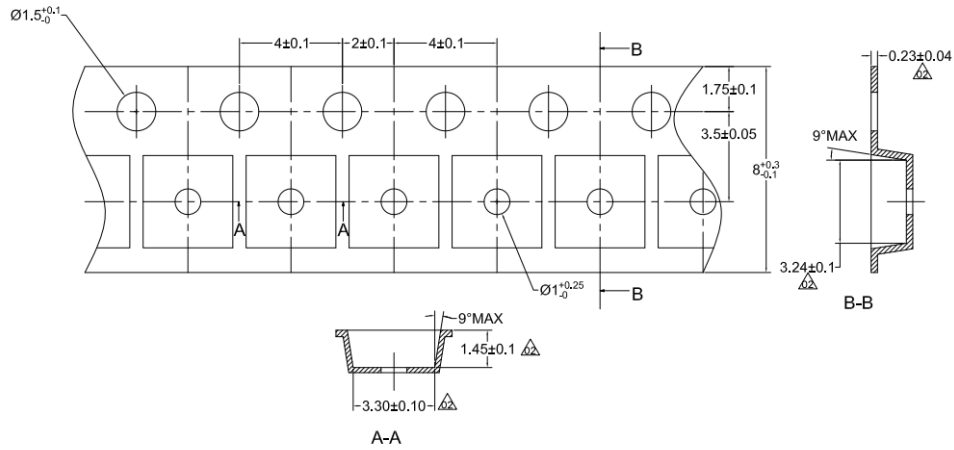 Ø1.5+0.1-0
4±0.1
2±0.1
4±0.1
B
0.23±0.04
02
1.75±0.1
3.5±0.05
9°MAX
8+0.3-0.1
A
A
3.24±0.1
02
Ø1+0.25-0
B
B-B
9°MAX
1.45±0.1
02
3.30±0.10
02
A-A